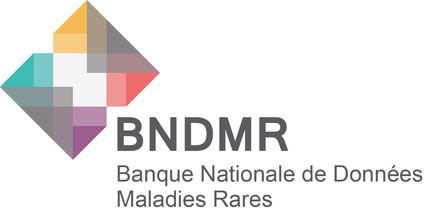 BNDMR
Banque Nationale de Données
Maladies Rares